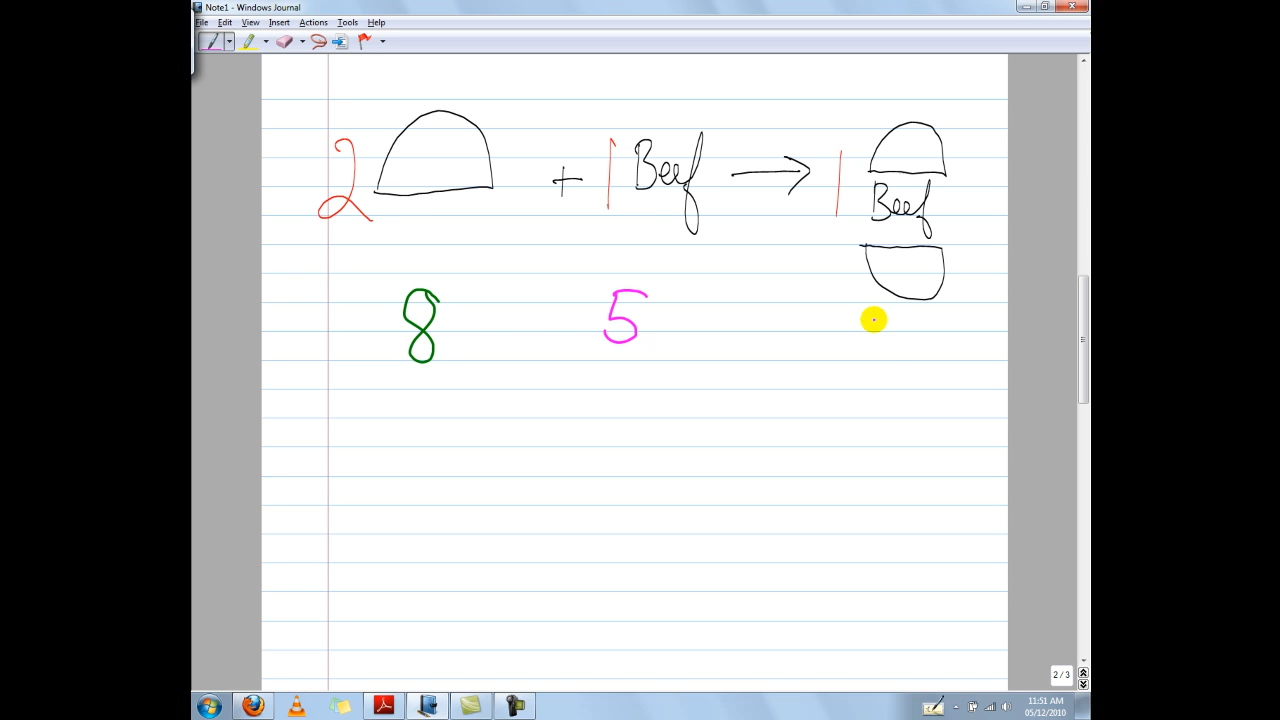 Note1 - Windows Journal
File Edit View Insert Actions Tools Help
2 + 1 Beef → 1 Beef
8 5
2 / 3
11:51 AM
05/12/2010